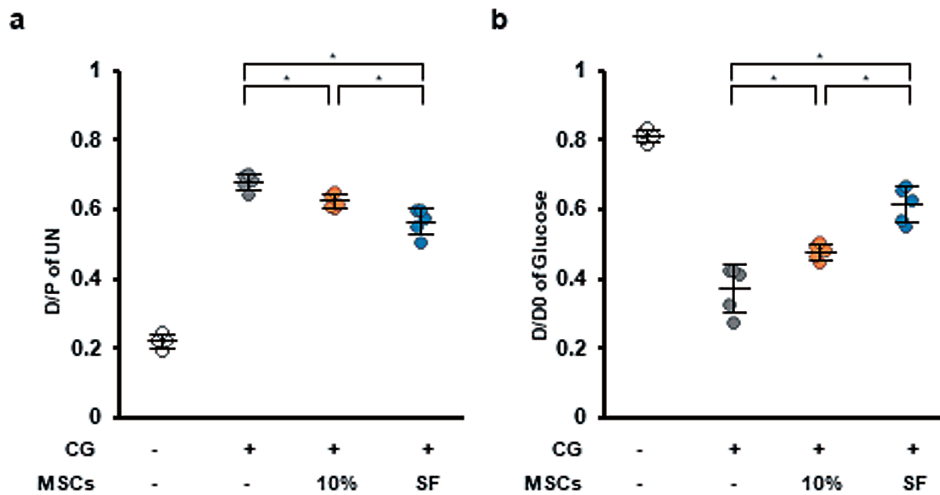 a
*
* *
1
0.8
0.6
0.4
0.2
0
D/P of UN
CG - + + +
MSCs - - 10% SF
b
*
* *
1
0.8
0.6
0.4
0.2
0
D/D0 of Glucose
CG - + + +
MSCs - - 10% SF